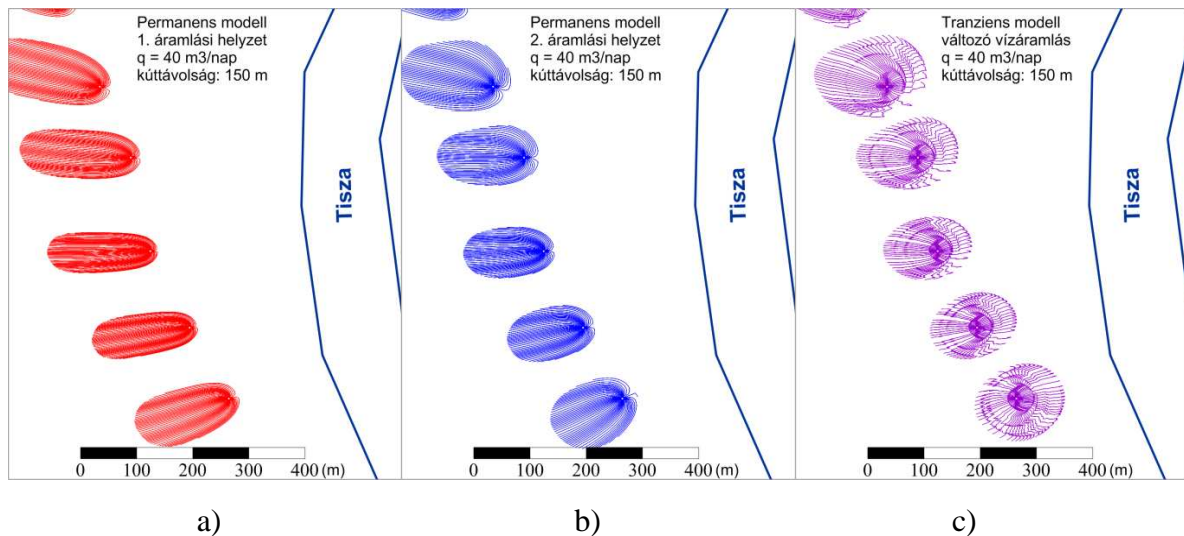 Permanens modell
1. áramlási helyzet
q = 40 m3/nap
kúttávolság: 150 m
Tisza
0 100 200 300 400 (m)
a)
Permanens modell
2. áramlási helyzet
q = 40 m3/nap
kúttávolság: 150 m
Tisza
0 100 200 300 400 (m)
b)
Tranziens modell
változó vízáramlás
q = 40 m3/nap
kúttávolság: 150 m
Tisza
0 100 200 300 400 (m)
c)